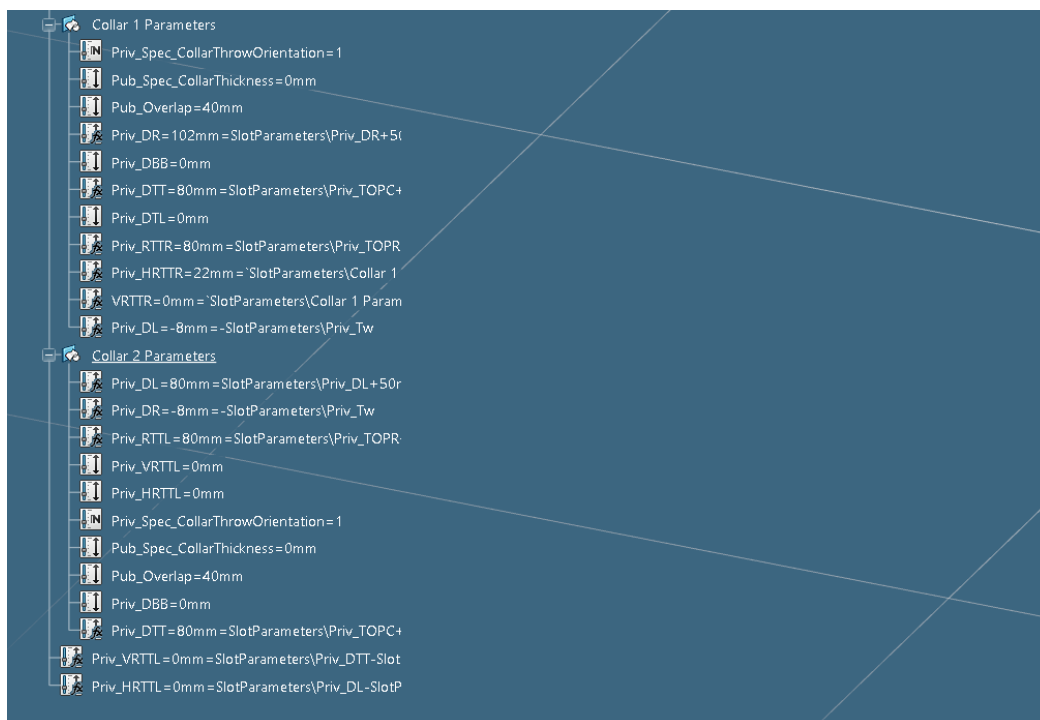 Collar 1 Parameters
Priv_Spec_CollarThrowOrientation=1
Pub_Spec_CollarThickness=0mm
Pub_Overlap=40mm
Priv_DR=102mm=SlotParameters\Priv_DR+50
Priv_DBB=0mm
Priv_DTT=80mm=SlotParameters\Priv_TOPC+
Priv_DTL=0mm
Priv_RTTR=80mm=SlotParameters\Priv_TOPR
Priv_HRTTR=22mm=`SlotParameters\Collar 1
VRTTR=0mm=`SlotParameters\Collar 1 Param
Priv_DL=-8mm=-SlotParameters\Priv_Tw
Collar 2 Parameters
Priv_DL=80mm=SlotParameters\Priv_DL+50m
Priv_DR=-8mm=-SlotParameters\Priv_Tw
Priv_RTTL=80mm=SlotParameters\Priv_TOPR-
Priv_VRTTL=0mm
Priv_HRTTL=0mm
Priv_Spec_CollarThrowOrientation=1
Pub_Spec_CollarThickness=0mm
Pub_Overlap=40mm
Priv_DBB=0mm
Priv_DTT=80mm=SlotParameters\Priv_TOPC+
Priv_VRTTL=0mm=SlotParameters\Priv_DTT-Slot
Priv_HRTTL=0mm=SlotParameters\Priv_DL-SlotP